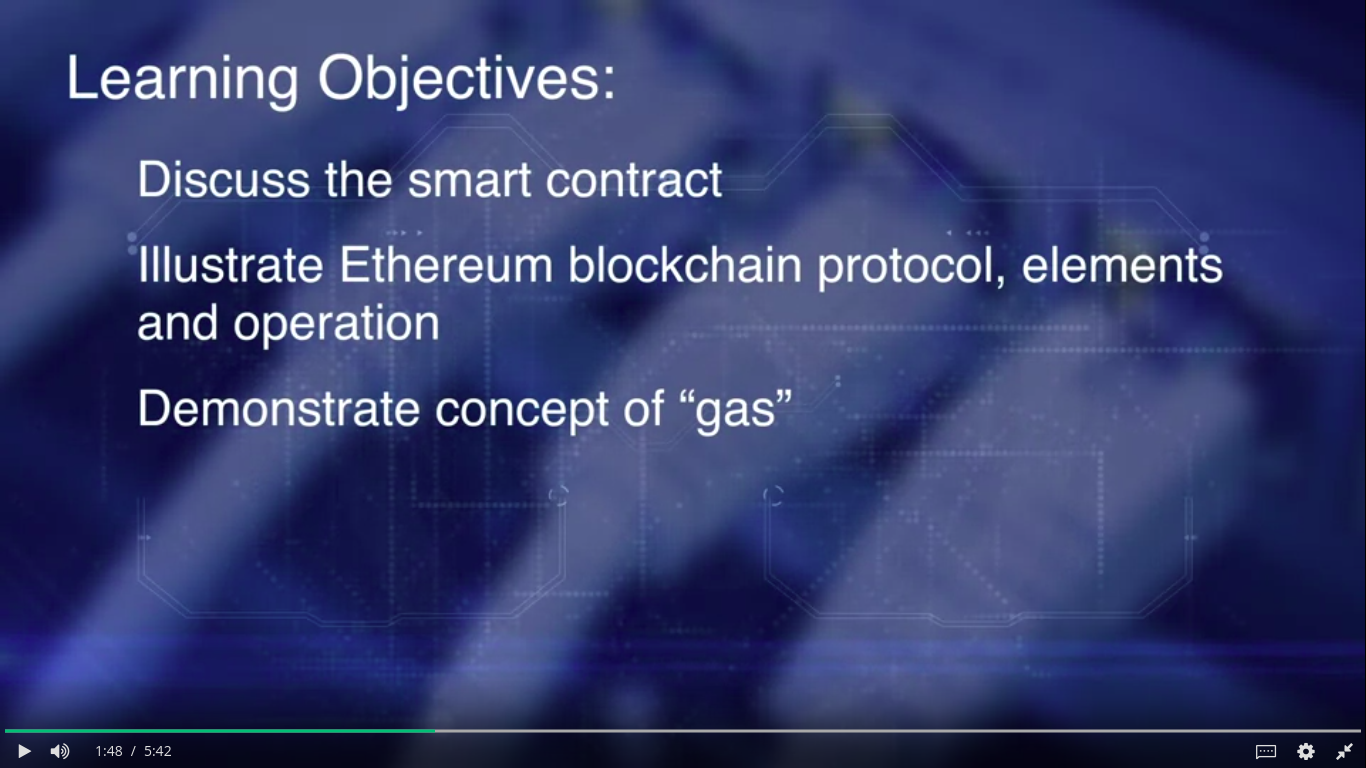 Learning Objectives:
Discuss the smart contract
Illustrate Ethereum blockchain protocol, elements
and operation
Demonstrate concept of “gas”
1:48 / 5:42